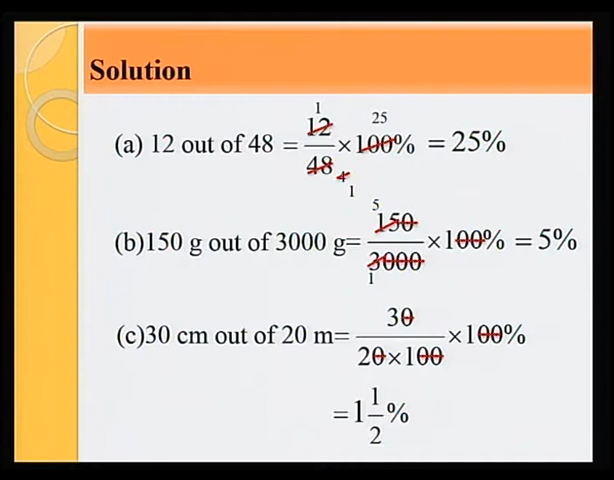 Solution
(a) 12 out of 48 = 12/48 × 100% = 25%
1 25 4 1
(b)150 g out of 3000 g= 150/3000 × 100% = 5%
5 1
(c)30 cm out of 20 m= 30/20×100 × 100%
= 1 1/2 %